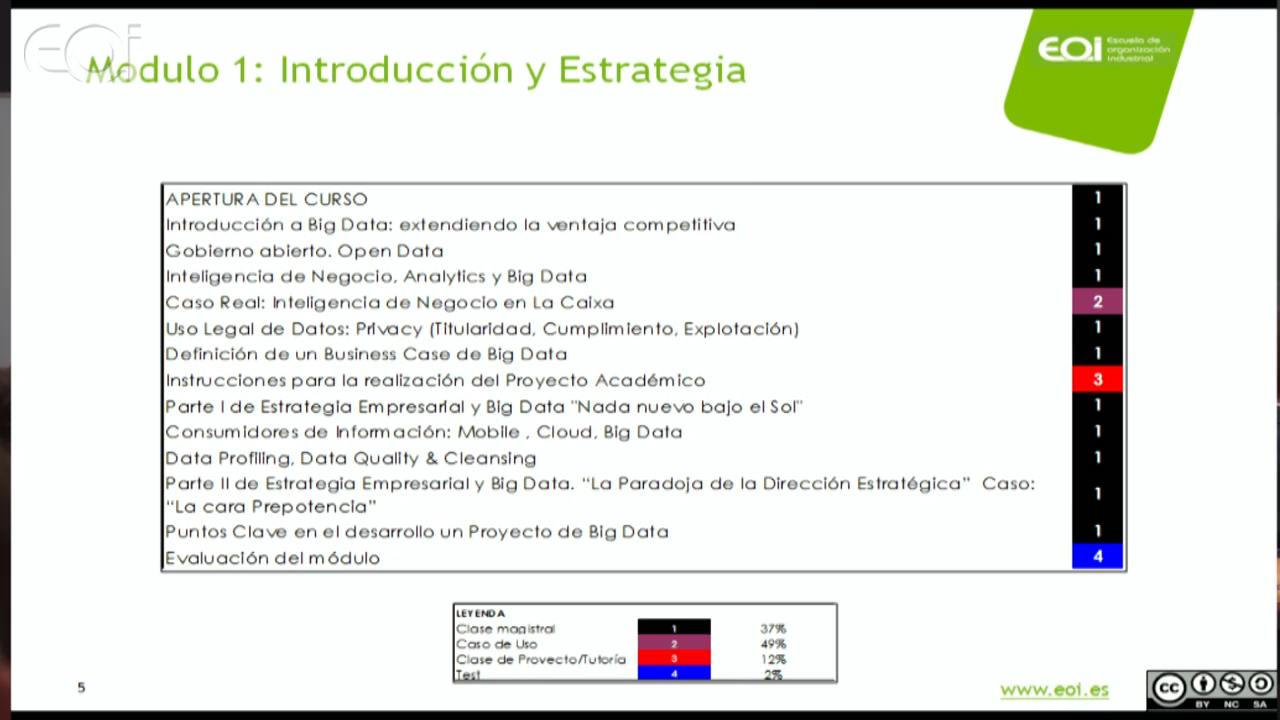 EOI
Modulo 1: Introducción y Estrategia
EOI Escuela de
organización
industrial
APERTURA DEL CURSO 1
Introducción a Big Data: extendiendo la ventaja competitiva 1
Gobierno abierto. Open Data 1
Inteligencia de Negocio, Analytics y Big Data 1
Caso Real: Inteligencia de Negocio en La Caixa 2
Uso Legal de Datos: Privacy (Titularidad, Cumplimiento, Explotación) 1
Definición de un Business Case de Big Data 1
Instrucciones para la realización del Proyecto Académico 3
Parte I de Estrategia Empresarial y Big Data "Nada nuevo bajo el Sol" 1
Consumidores de Información: Mobile , Cloud, Big Data 1
Data Profiling, Data Quality & Cleansing 1
Parte II de Estrategia Empresarial y Big Data. “La Paradoja de la Dirección Estratégica” Caso:
“La cara Prepotencia” 1
Puntos Clave en el desarrollo un Proyecto de Big Data 1
Evaluación del módulo 4
LEYENDA
Clase magistral 1 37%
Caso de Uso 2 49%
Clase de Proyecto/Tutoría 3 12%
Test 4 2%
5
www.eoi.es
cc
BY NC SA